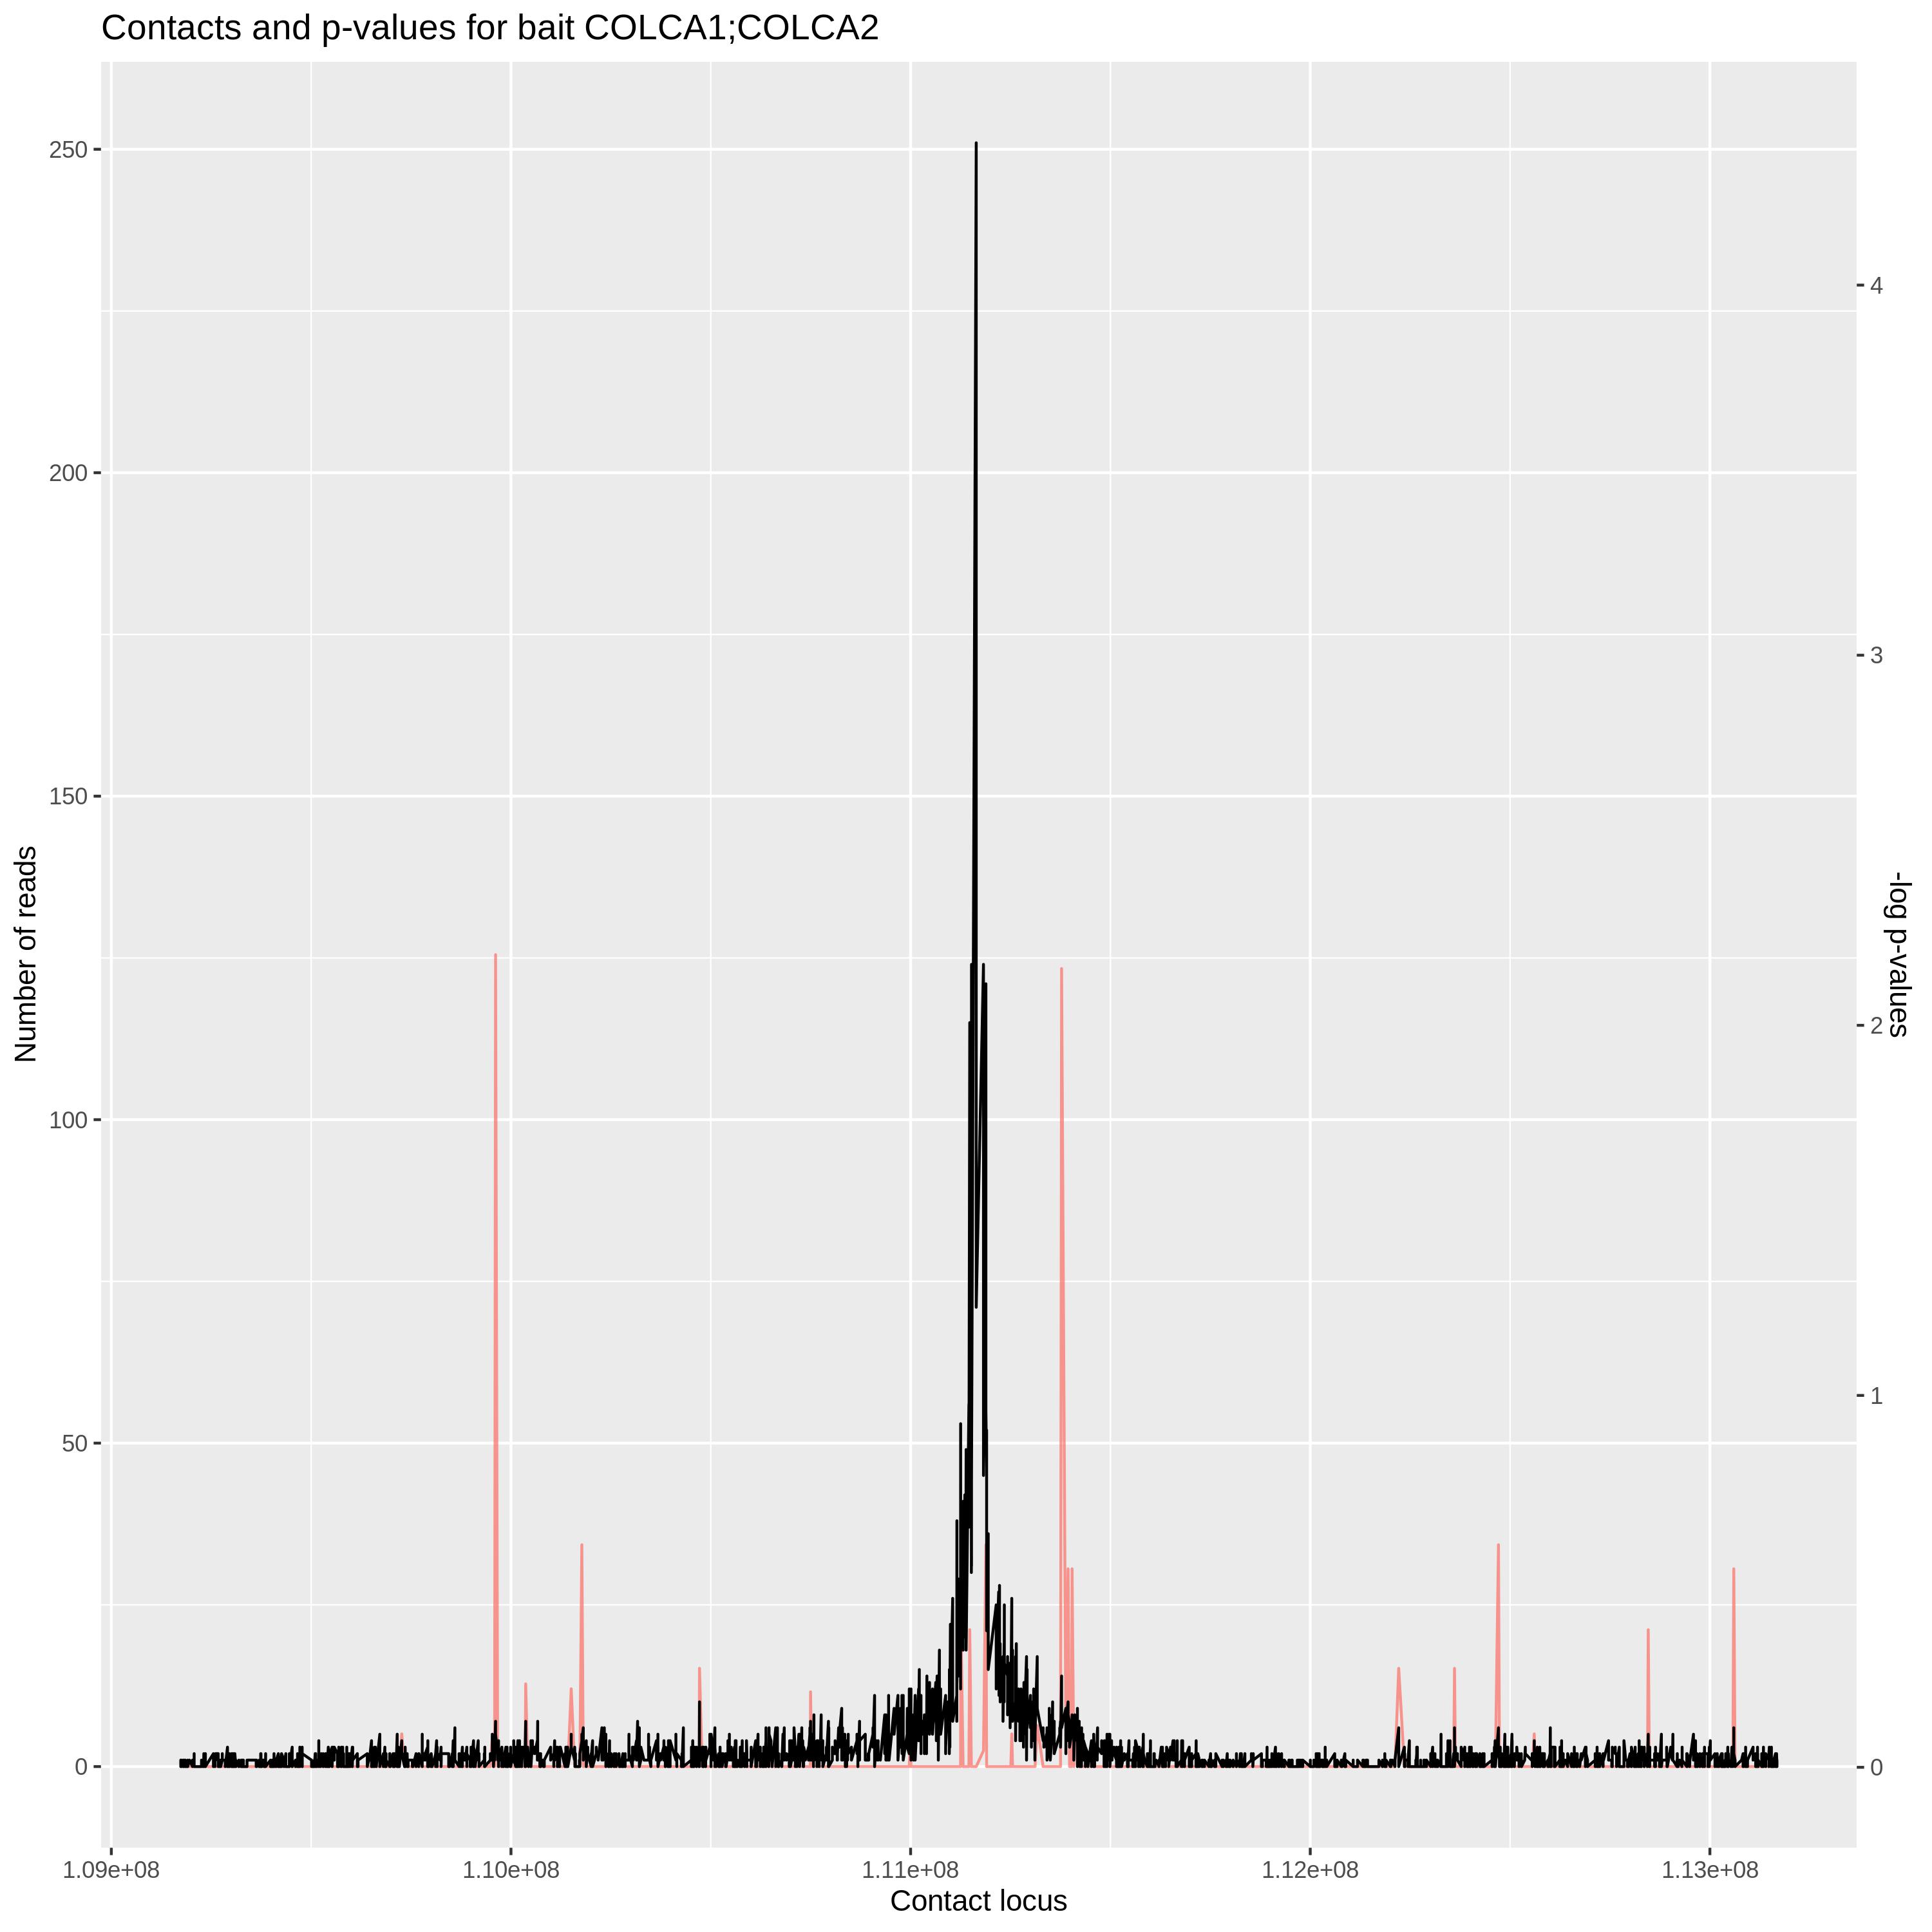 Contacts and p-values for bait COLCA1;COLCA2
250
200
150
100
50
0
Number of reads
4
3
2
1
0
-log p-values
1.09e+08
1.10e+08
1.11e+08
1.12e+08
1.13e+08
Contact locus